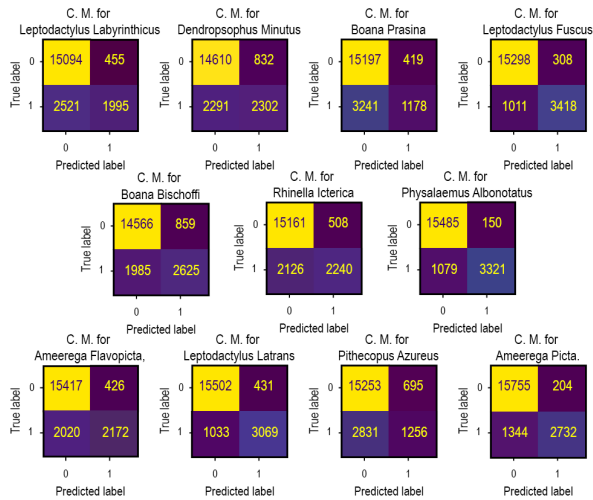 C. M. for
Leptodactylus Labyrinthicus
True label
0
15094 455
1
2521 1995
0 1
Predicted label
C. M. for
Dendropsophus Minutus
True label
0
14610 832
1
2291 2302
0 1
Predicted label
C. M. for
Boana Prasina
True label
0
15197 419
1
3241 1178
0 1
Predicted label
C. M. for
Leptodactylus Fuscus
True label
0
15298 308
1
1011 3418
0 1
Predicted label
C. M. for
Boana Bischoffi
True label
0
14566 859
1
1985 2625
0 1
Predicted label
C. M. for
Rhinella Icterica
True label
0
15161 508
1
2126 2240
0 1
Predicted label
C. M. for
Physalaemus Albonotatus
True label
0
15485 150
1
1079 3321
0 1
Predicted label
C. M. for
Ameerega Flavopicta,
True label
0
15417 426
1
2020 2172
0 1
Predicted label
C. M. for
Leptodactylus Latrans
True label
0
15502 431
1
1033 3069
0 1
Predicted label
C. M. for
Pithecopus Azureus
True label
0
15253 695
1
2831 1256
0 1
Predicted label
C. M. for
Ameerega Picta.
True label
0
15755 204
1
1344 2732
0 1
Predicted label